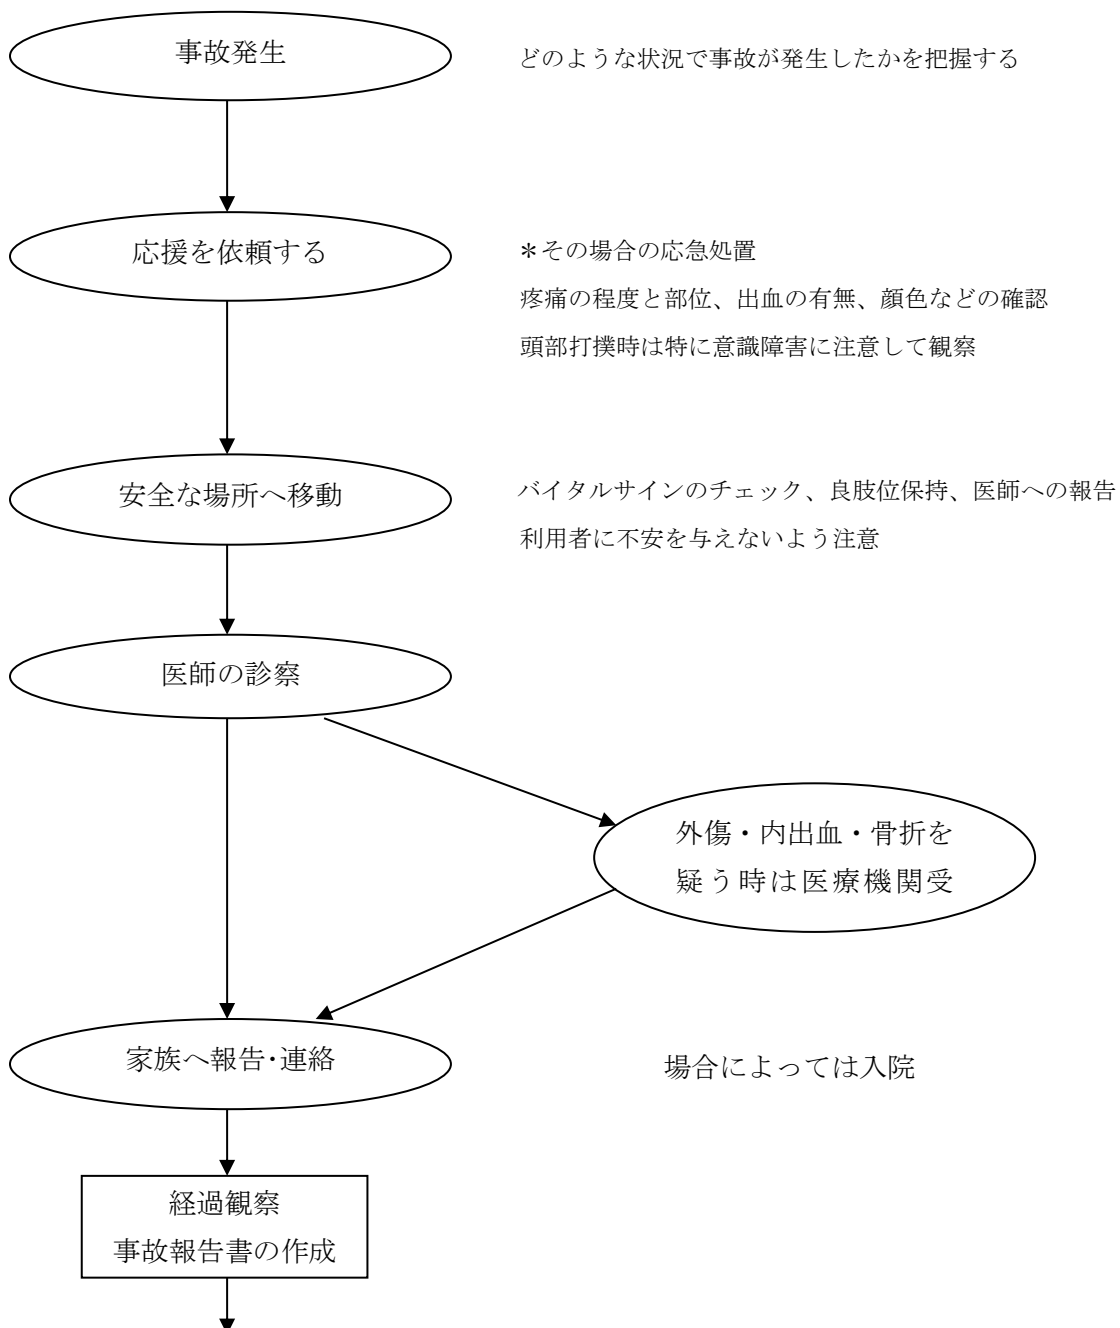 事故発生
どのような状況で事故が発生したかを把握する
応援を依頼する
＊その場合の応急処置
疼痛の程度と部位、出血の有無、顔色などの確認
頭部打撲時は特に意識障害に注意して観察
安全な場所へ移動
バイタルサインのチェック、良肢位保持、医師への報告
利用者に不安を与えないよう注意
医師の診察
外傷・内出血・骨折を
疑う時は医療機関受
家族へ報告･連絡
場合によっては入院
経過観察
事故報告書の作成